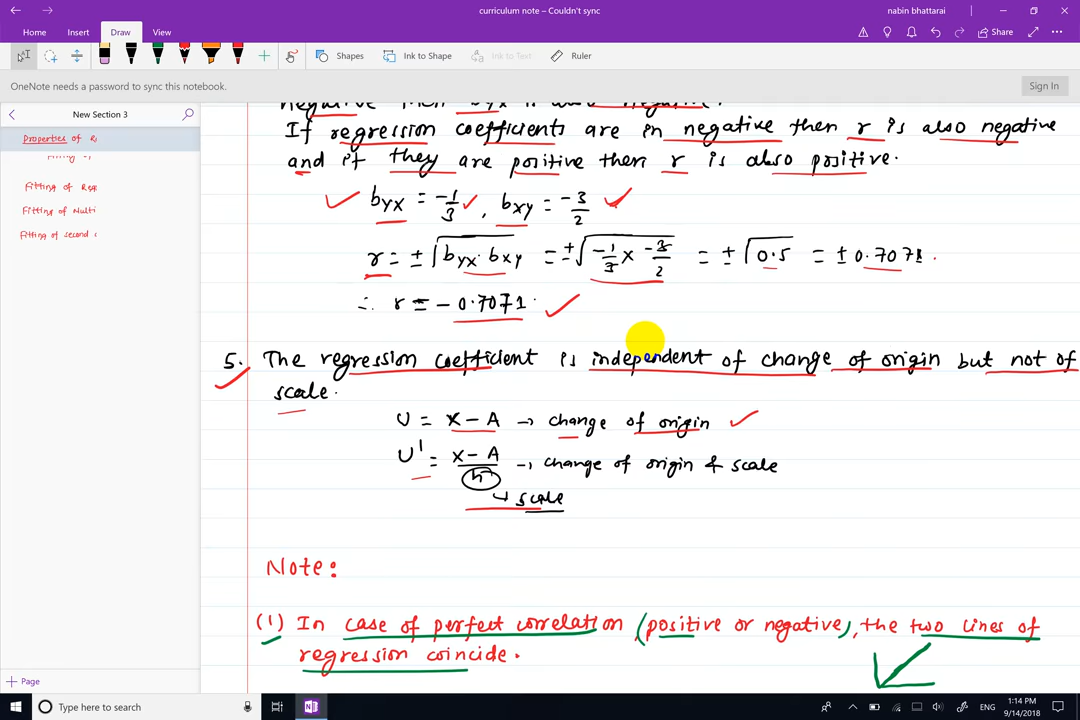 curriculum note - Couldn't sync
nabin bhattarai
Home Insert Draw View
Share
Shapes Ink to Shape Ink to Text Ruler
OneNote needs a password to sync this notebook.
Sign In
New Section 3
Properties of R
Fitting of Reg
Fitting of Multi
Fitting of second c
Page
negative then byx is also negative.
If regression coefficients are in negative then r is also negative
and if they are positive then r is also positive.
byx = -1/3 , bxy = -3/2
r = ±√byx. bxy = ±√-1/3 x -3/2 = ±√0.5 = ± 0.7071.
∴ r = - 0.7071.
5. The regression coefficient is independent of change of origin but not of
scale.
U = x - A → change of origin
U' = x - A / h → change of origin & scale
↳ scale
Note:
(1) In case of perfect correlation (positive or negative), the two lines of
regression coincide.
Type here to search
ENG
1:14 PM
9/14/2018